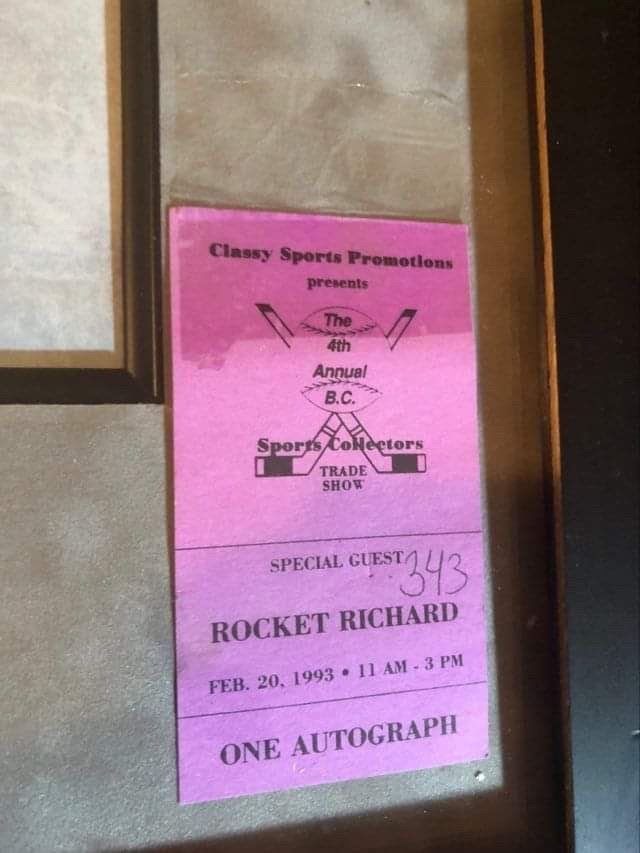 Classy Sports Promotions
presents
The
4th
Annual
B.C.
Sports Collectors
TRADE
SHOW
SPECIAL GUEST 343
ROCKET RICHARD
FEB. 20, 1993 • 11 AM - 3 PM
ONE AUTOGRAPH